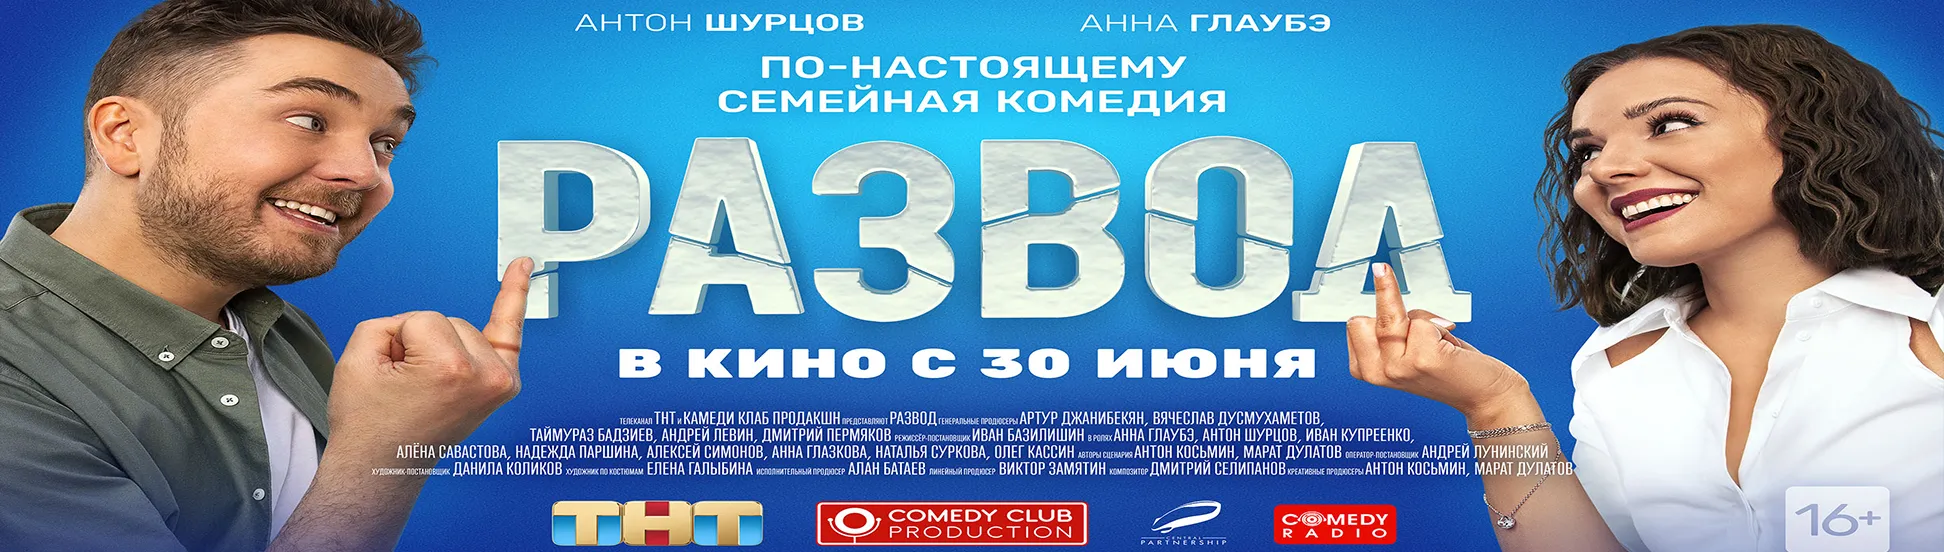 АНТОН ШУРЦОВ
АННА ГЛАУБЭ
ПО-НАСТОЯЩЕМУ
СЕМЕЙНАЯ КОМЕДИЯ
РАЗВОД
В КИНО С 30 ИЮНЯ
ТЕЛЕКАНАЛ ТНТ И КАМЕДИ КЛАБ ПРОДАКШН ПРЕДСТАВЛЯЮТ РАЗВОД ГЕНЕРАЛЬНЫЕ ПРОДЮСЕРЫ АРТУР ДЖАНИБЕКЯН, ВЯЧЕСЛАВ ДУСМУХАМЕТОВ,
ТАЙМУРАЗ БАДЗИЕВ, АНДРЕЙ ЛЕВИН, ДМИТРИЙ ПЕРМЯКОВ РЕЖИССЁР-ПОСТАНОВЩИК ИВАН БАЗИЛИШИН В РОЛЯХ АННА ГЛАУБЭ, АНТОН ШУРЦОВ, ИВАН КУПРЕЕНКО,
АЛЁНА САВАСТОВА, НАДЕЖДА ПАРШИНА, АЛЕКСЕЙ СИМОНОВ, АННА ГЛАЗКОВА, НАТАЛЬЯ СУРКОВА, ОЛЕГ КАССИН АВТОРЫ СЦЕНАРИЯ АНТОН КОСЬМИН, МАРАТ ДУЛАТОВ ОПЕРАТОР-ПОСТАНОВЩИК АНДРЕЙ ЛУНИНСКИЙ
ХУДОЖНИК-ПОСТАНОВЩИК ДАНИЛА КОЛИКОВ ХУДОЖНИК ПО КОСТЮМАМ ЕЛЕНА ГАЛЫБИНА ИСПОЛНИТЕЛЬНЫЙ ПРОДЮСЕР АЛАН БАТАЕВ ЛИНЕЙНЫЙ ПРОДЮСЕР ВИКТОР ЗАМЯТИН КОМПОЗИТОР ДМИТРИЙ СЕЛИПАНОВ КРЕАТИВНЫЕ ПРОДЮСЕРЫ АНТОН КОСЬМИН, МАРАТ ДУЛАТОВ
ТНТ
COMEDY CLUB
PRODUCTION
CENTRAL
PARTNERSHIP
COMEDY
RADIO
16+